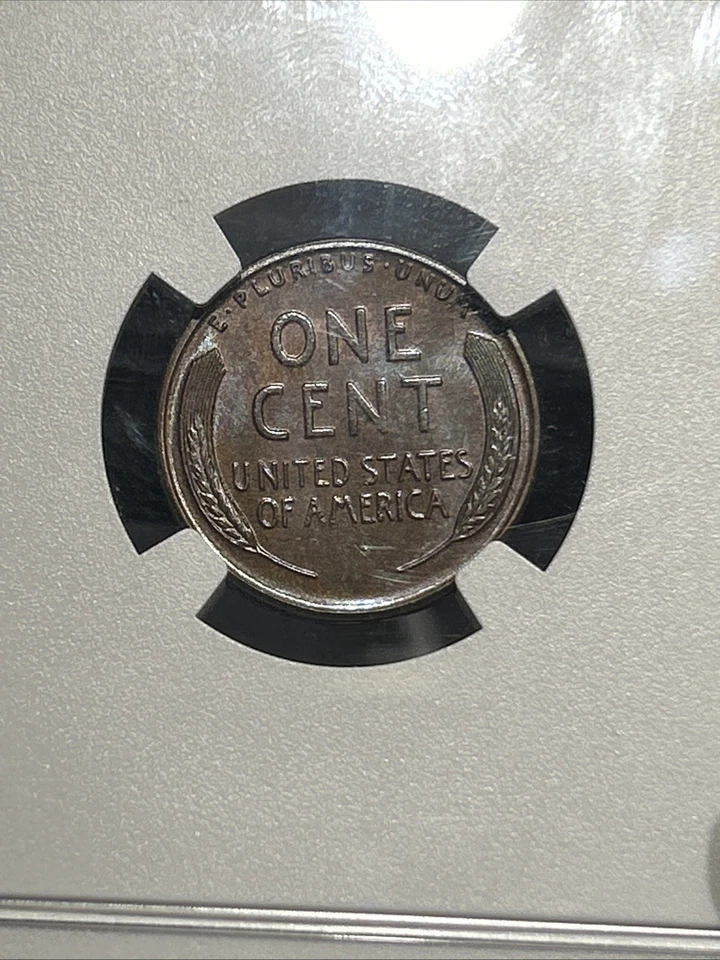 E·PLURIBUS·UNUM
ONE
CENT
UNITED STATES
OF AMERICA